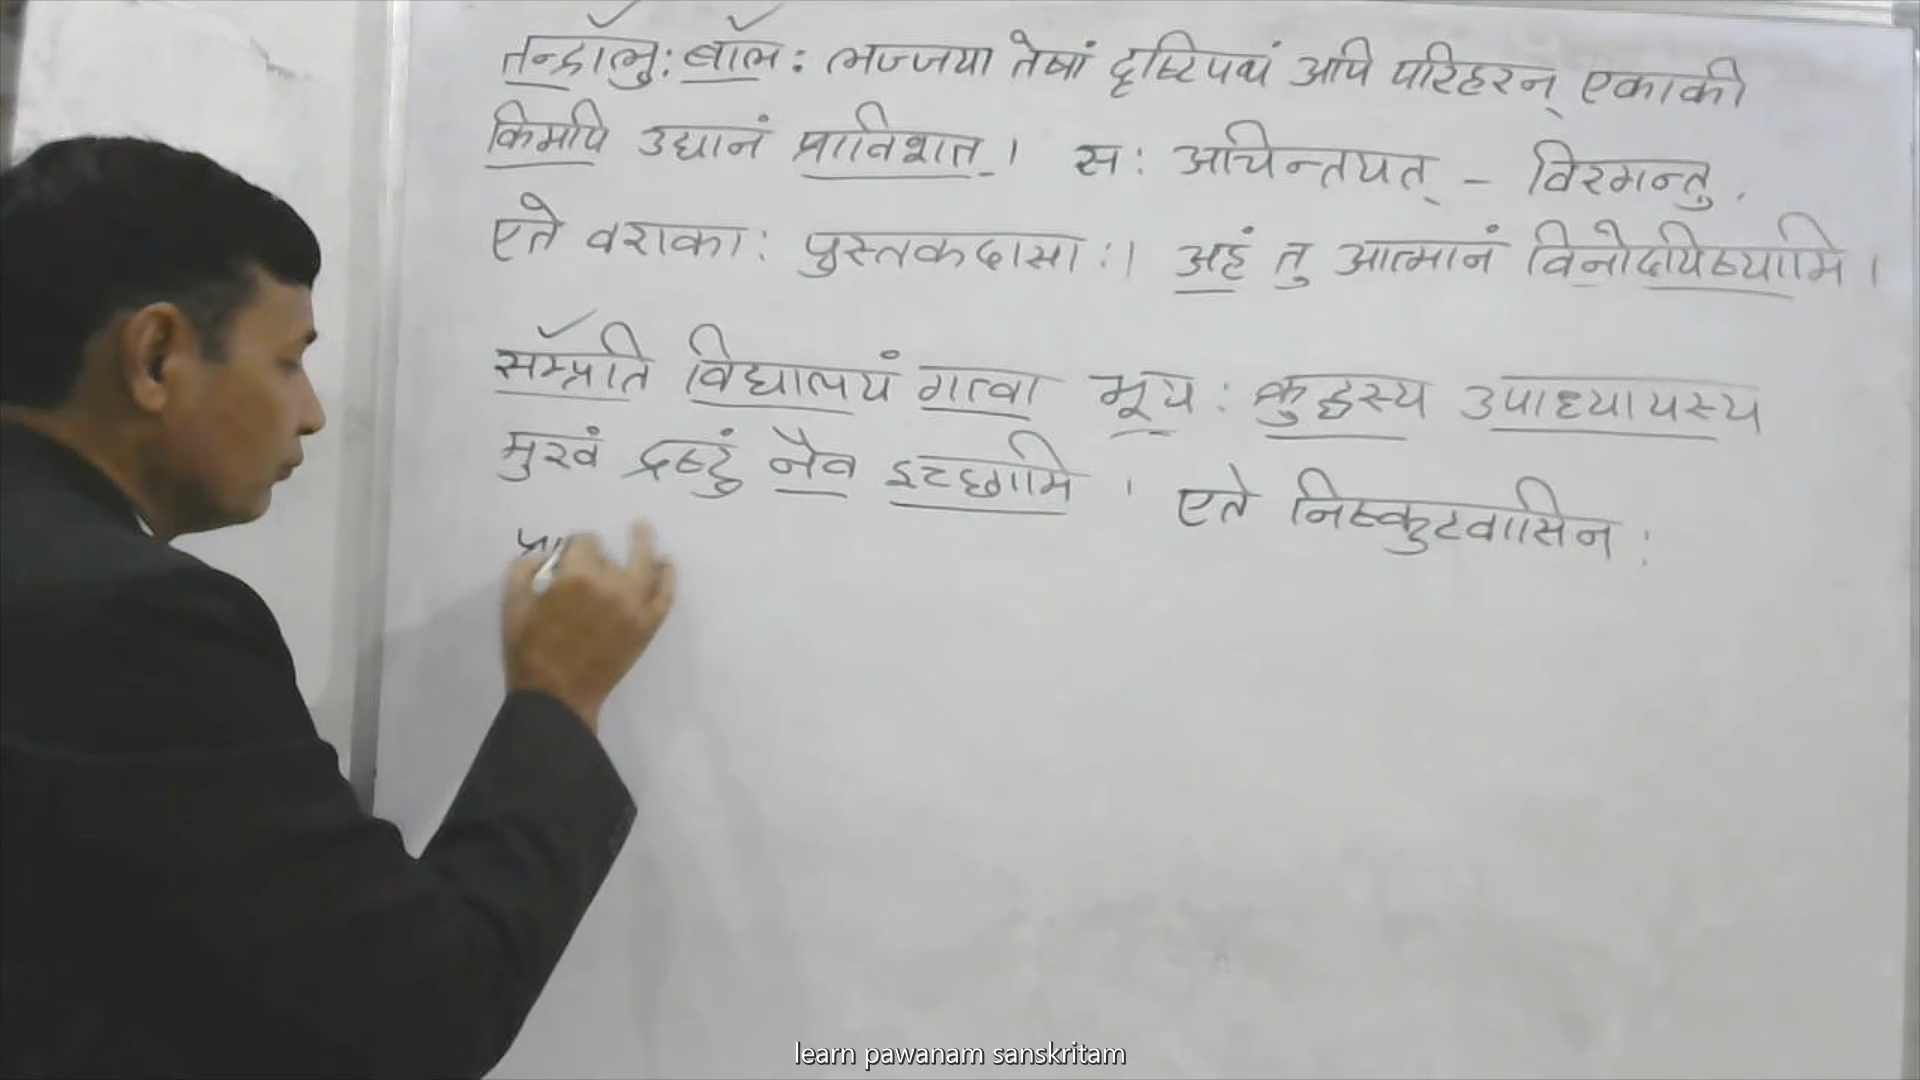 तन्द्रालुः बालः लज्जया तेषां दृष्टिपथं अपि परिहरन् एकाकी
किमपि उद्यानं प्राविशत् । सः अचिन्तयत् - विरमन्तु
एते वराकाः पुस्तकदासाः । अहं तु आत्मानं विनोदयिष्यामि ।
सम्प्रति विद्यालयं गत्वा भूयः क्रुद्धस्य उपाध्यायस्य
मुखं द्रष्टुं नैव इच्छामि । एते निष्कुटवासिनः
प्रा
learn pawanam sanskritam